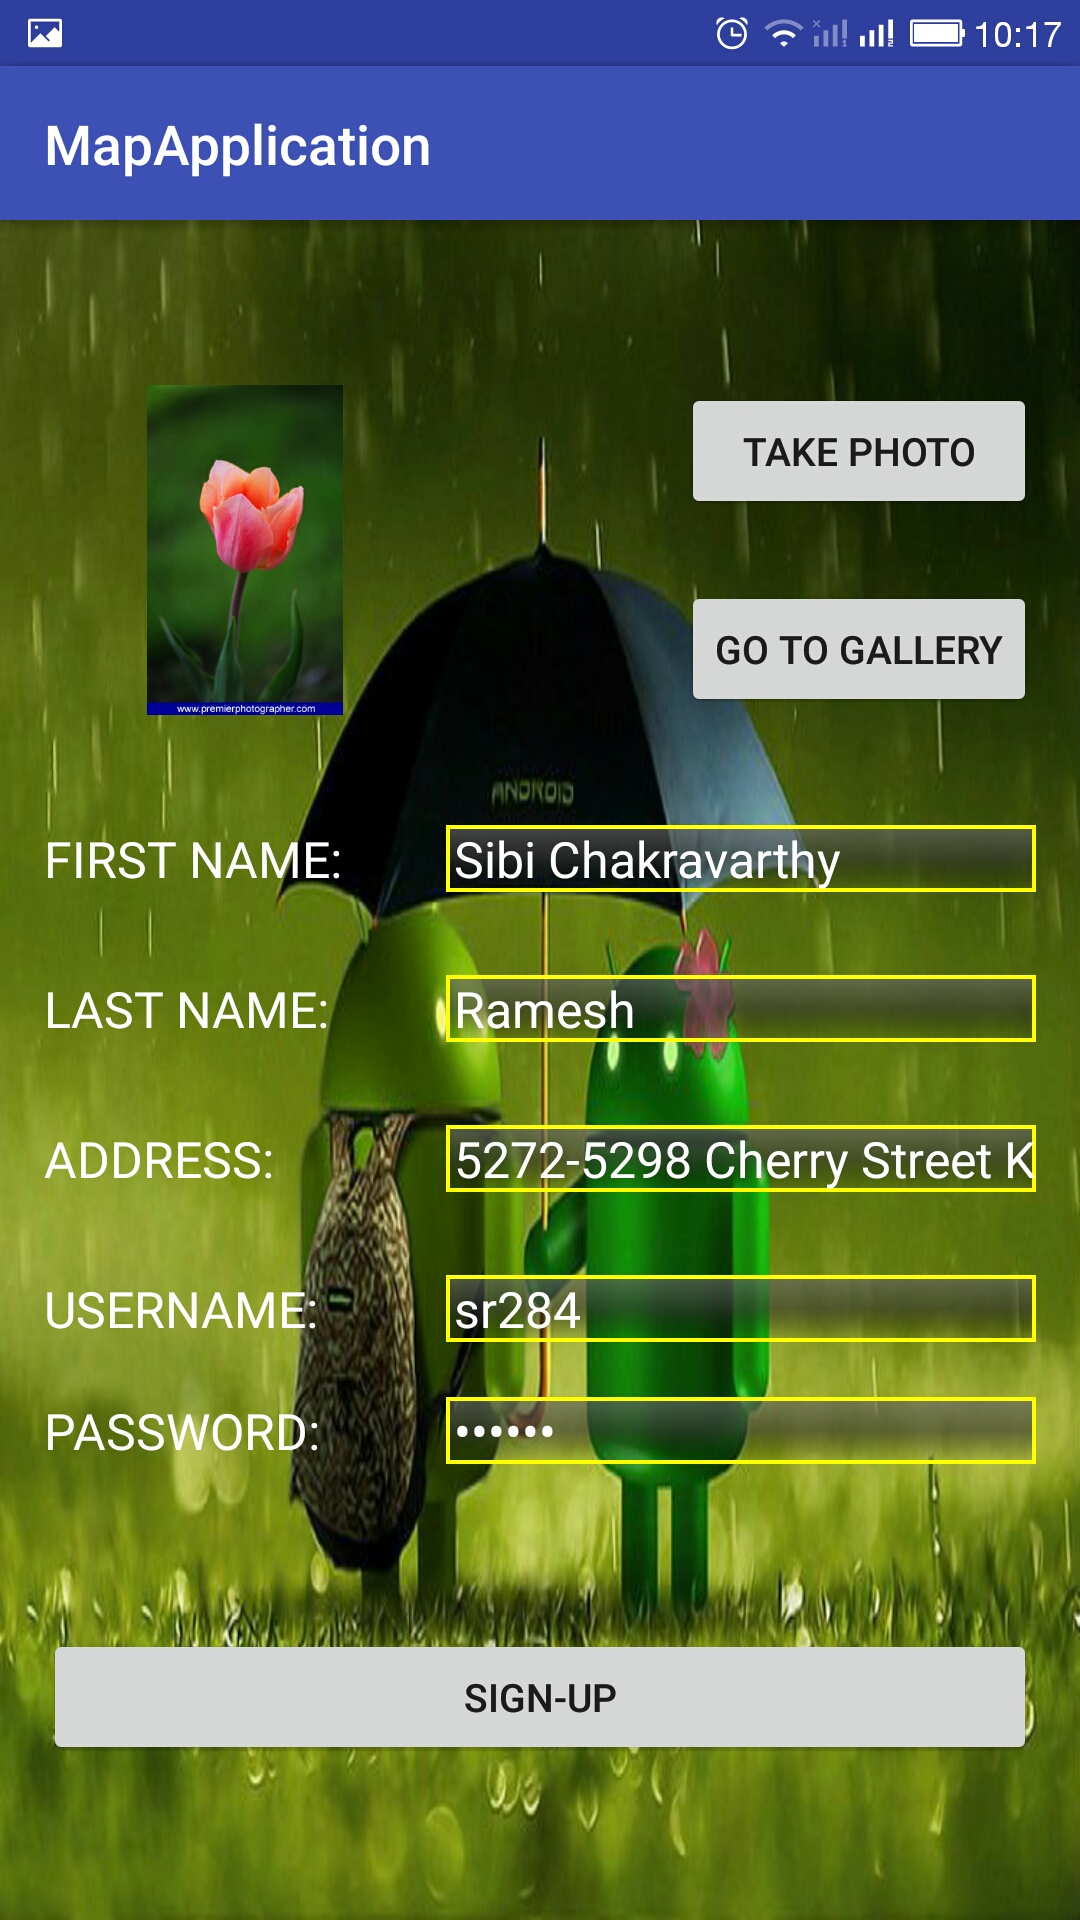 10:17
MapApplication
TAKE PHOTO
GO TO GALLERY
www.premierphotographer.com
ANDROID
FIRST NAME: Sibi Chakravarthy
LAST NAME: Ramesh
ADDRESS: 5272-5298 Cherry Street K
USERNAME: sr284
PASSWORD: ••••••
SIGN-UP